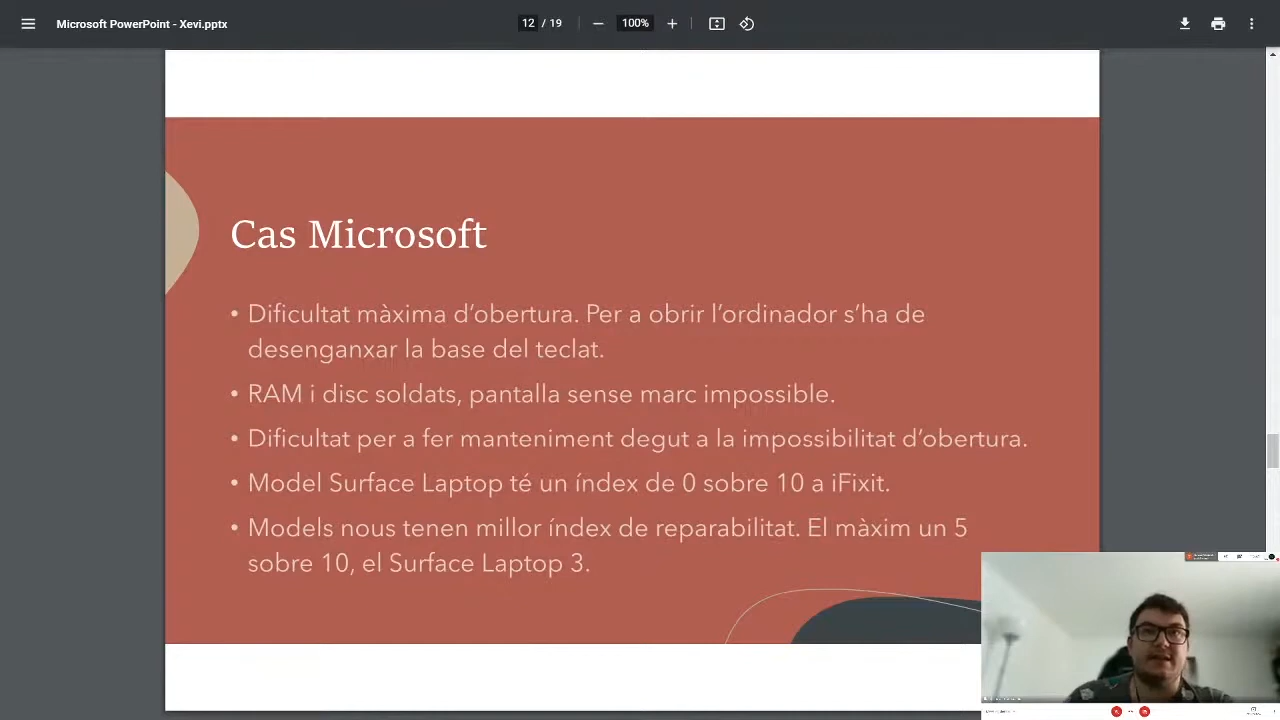 Microsoft PowerPoint - Xevi.pptx
12 / 19
100%
Cas Microsoft
• Dificultat màxima d’obertura. Per a obrir l’ordinador s’ha de
desenganxar la base del teclat.
• RAM i disc soldats, pantalla sense marc impossible.
• Dificultat per a fer manteniment degut a la impossibilitat d’obertura.
• Model Surface Laptop té un índex de 0 sobre 10 a iFixit.
• Models nous tenen millor índex de reparabilitat. El màxim un 5
sobre 10, el Surface Laptop 3.